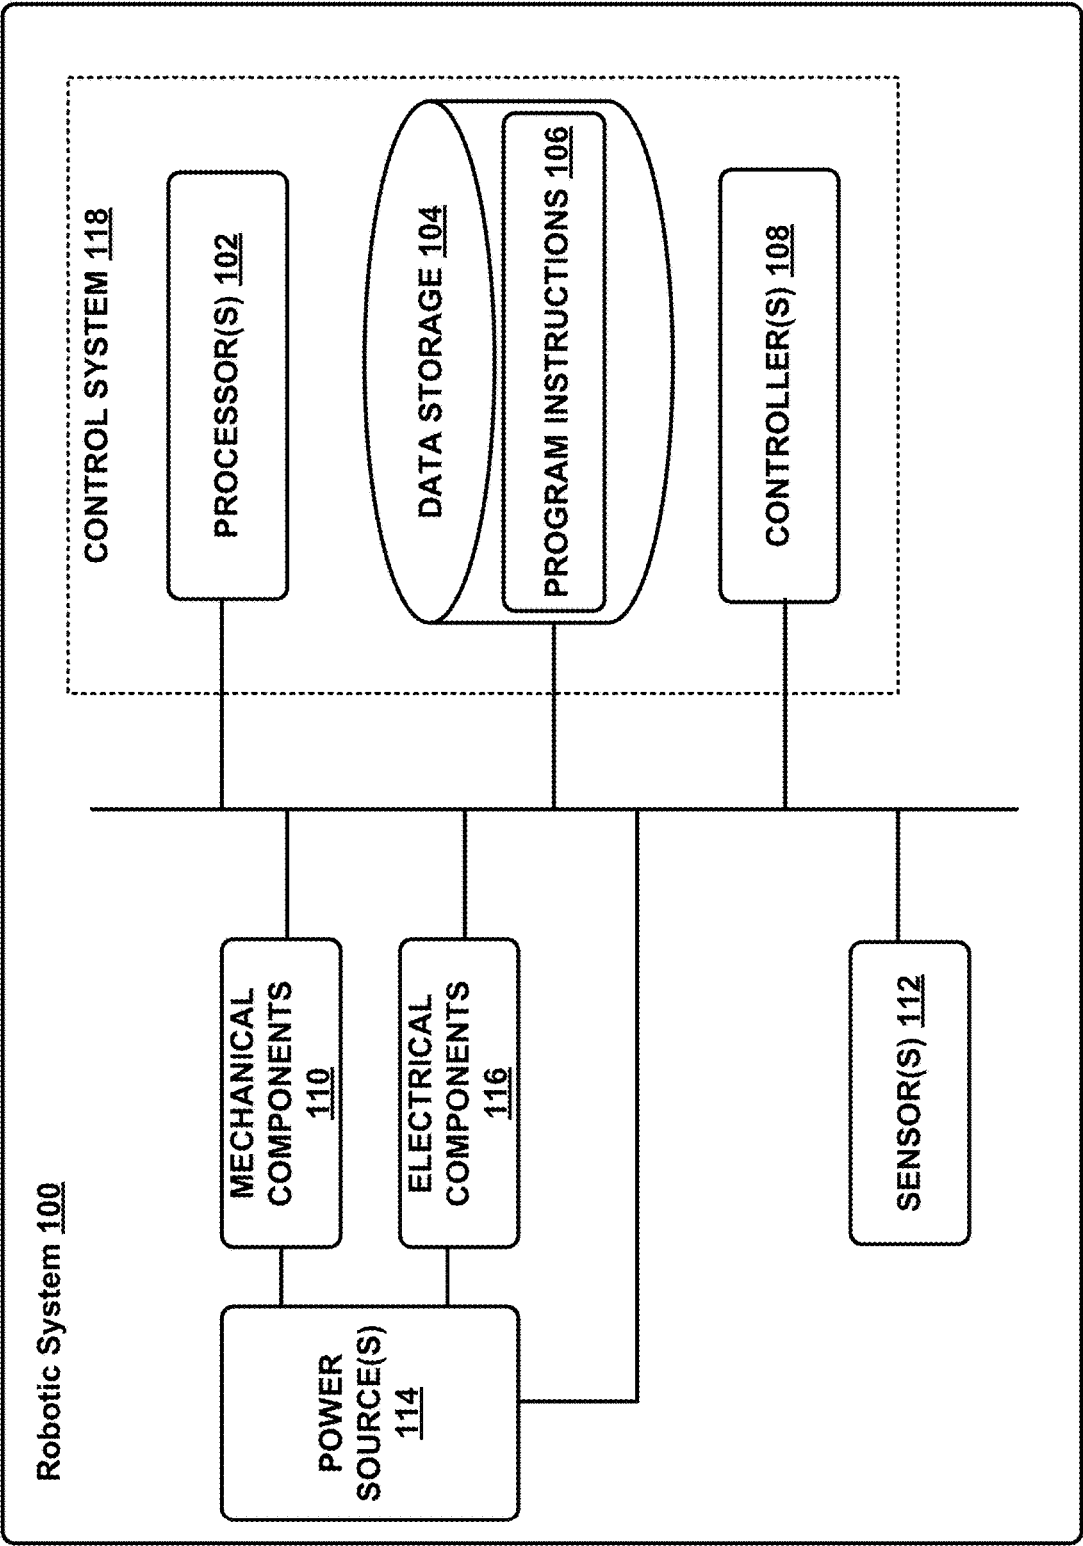 Robotic System 100
CONTROL SYSTEM 118
PROCESSOR(S) 102
DATA STORAGE 104
PROGRAM INSTRUCTIONS 106
CONTROLLER(S) 108
MECHANICAL
COMPONENTS
110
ELECTRICAL
COMPONENTS
116
POWER
SOURCE(S)
114
SENSOR(S) 112